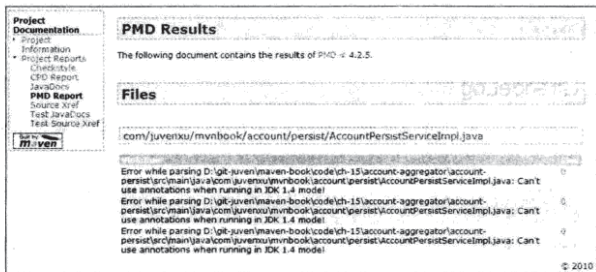 Project
Documentation
Project
Information
Project Reports
Checkstyle
CPD Report
JavaDocs
PMD Report
Source Xref
Test JavaDocs
Test Source Xref
maven
PMD Results
The following document contains the results of PMD 4.2.5.
Files
com/juvenxu/mvnbook/account/persist/AccountPersistServiceImpl.java
Error while parsing D:\git-juven\maven-book\code\ch-15\account-aggregator\account-
persist\src\main\java\com\juvenxu\mvnbook\account\persist\AccountPersistServiceImpl.java: Can't
use annotations when running in JDK 1.4 mode!
Error while parsing D:\git-juven\maven-book\code\ch-15\account-aggregator\account-
persist\src\main\java\com\juvenxu\mvnbook\account\persist\AccountPersistServiceImpl.java: Can't
use annotations when running in JDK 1.4 mode!
Error while parsing D:\git-juven\maven-book\code\ch-15\account-aggregator\account-
persist\src\main\java\com\juvenxu\mvnbook\account\persist\AccountPersistServiceImpl.java: Can't
use annotations when running in JDK 1.4 mode!
© 2010